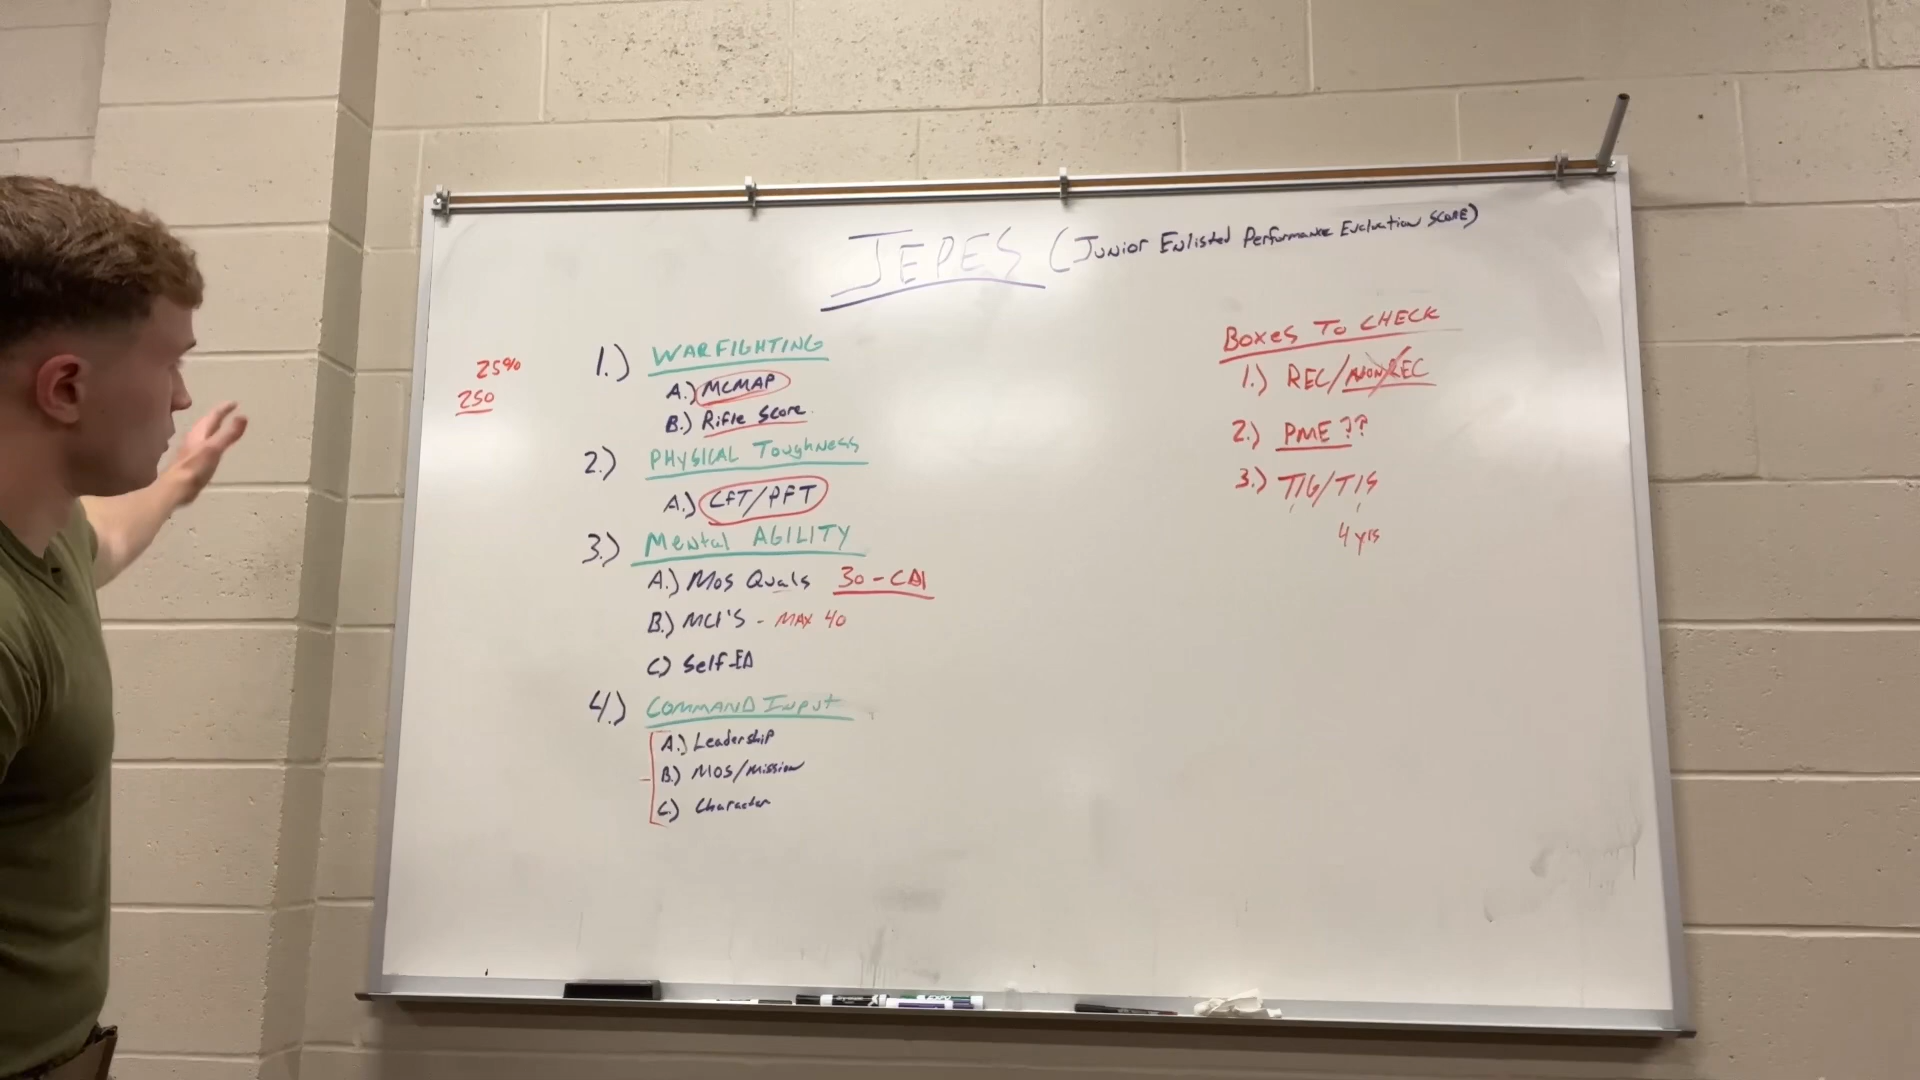 JEPES (Junior Enlisted Performance Evaluation Score)
25%
250
1.) WARFIGHTING
A.) MCMAP
B.) Rifle Score
2.) PHYSICAL Toughness
A.) CFT/PFT
3.) Mental AGILITY
A.) MOS Quals 30-CDI
B.) MCI'S - MAX 40
C.) Self-ED
4.) COMMAND Input
A.) Leadership
B.) MOS/Mission
C.) Character
Boxes To CHECK
1.) REC/NON REC
2.) PME ??
3.) TIG/TIS
4 yrs